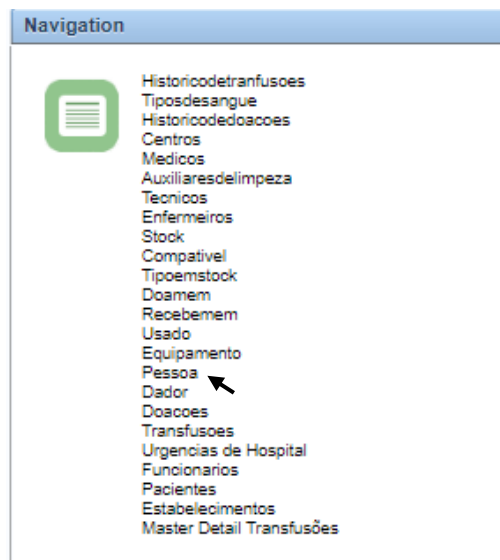 Navigation
Historicodetranfusoes
Tiposdesangue
Historicodedoacoes
Centros
Medicos
Auxiliaresdelimpeza
Tecnicos
Enfermeiros
Stock
Compativel
Tipoemstock
Doamem
Recebemem
Usado
Equipamento
Pessoa
Dador
Doacoes
Transfusoes
Urgencias de Hospital
Funcionarios
Pacientes
Estabelecimentos
Master Detail Transfusões